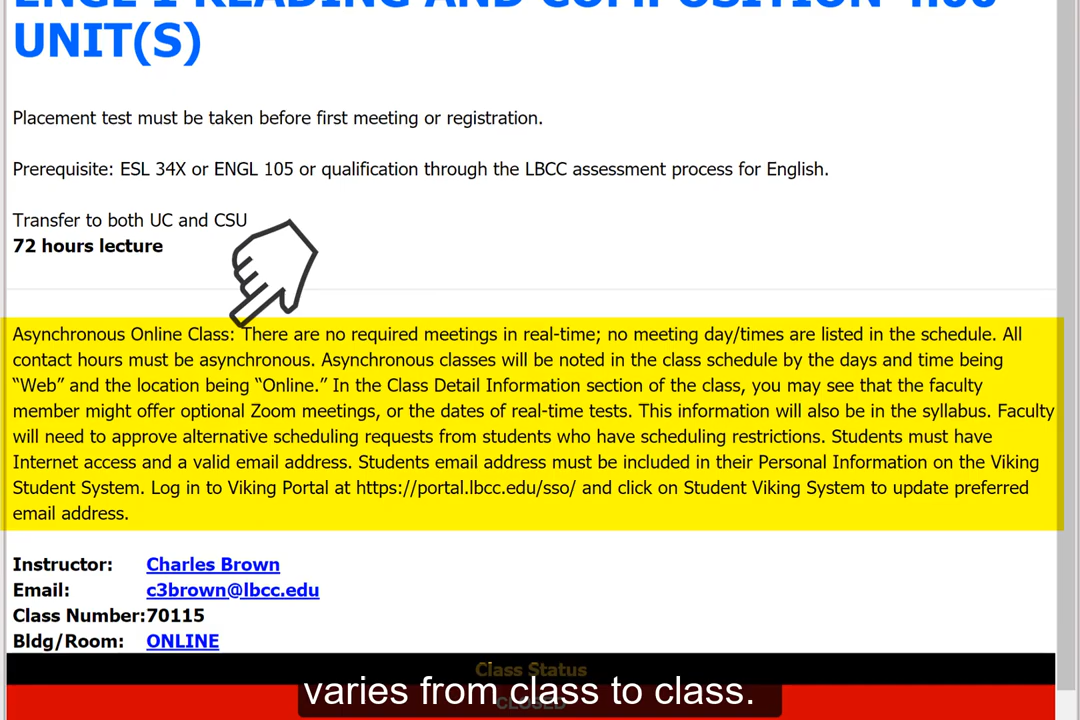 ENGL 1 READING AND COMPOSITION 4.00
UNIT(S)
Placement test must be taken before first meeting or registration.
Prerequisite: ESL 34X or ENGL 105 or qualification through the LBCC assessment process for English.
Transfer to both UC and CSU
72 hours lecture
Asynchronous Online Class: There are no required meetings in real-time; no meeting day/times are listed in the schedule. All
contact hours must be asynchronous. Asynchronous classes will be noted in the class schedule by the days and time being
“Web” and the location being “Online.” In the Class Detail Information section of the class, you may see that the faculty
member might offer optional Zoom meetings, or the dates of real-time tests. This information will also be in the syllabus. Faculty
will need to approve alternative scheduling requests from students who have scheduling restrictions. Students must have
Internet access and a valid email address. Students email address must be included in their Personal Information on the Viking
Student System. Log in to Viking Portal at https://portal.lbcc.edu/sso/ and click on Student Viking System to update preferred
email address.
Instructor: Charles Brown
Email: c3brown@lbcc.edu
Class Number:70115
Bldg/Room: ONLINE
Class Status
varies from class to class.
CLOSED